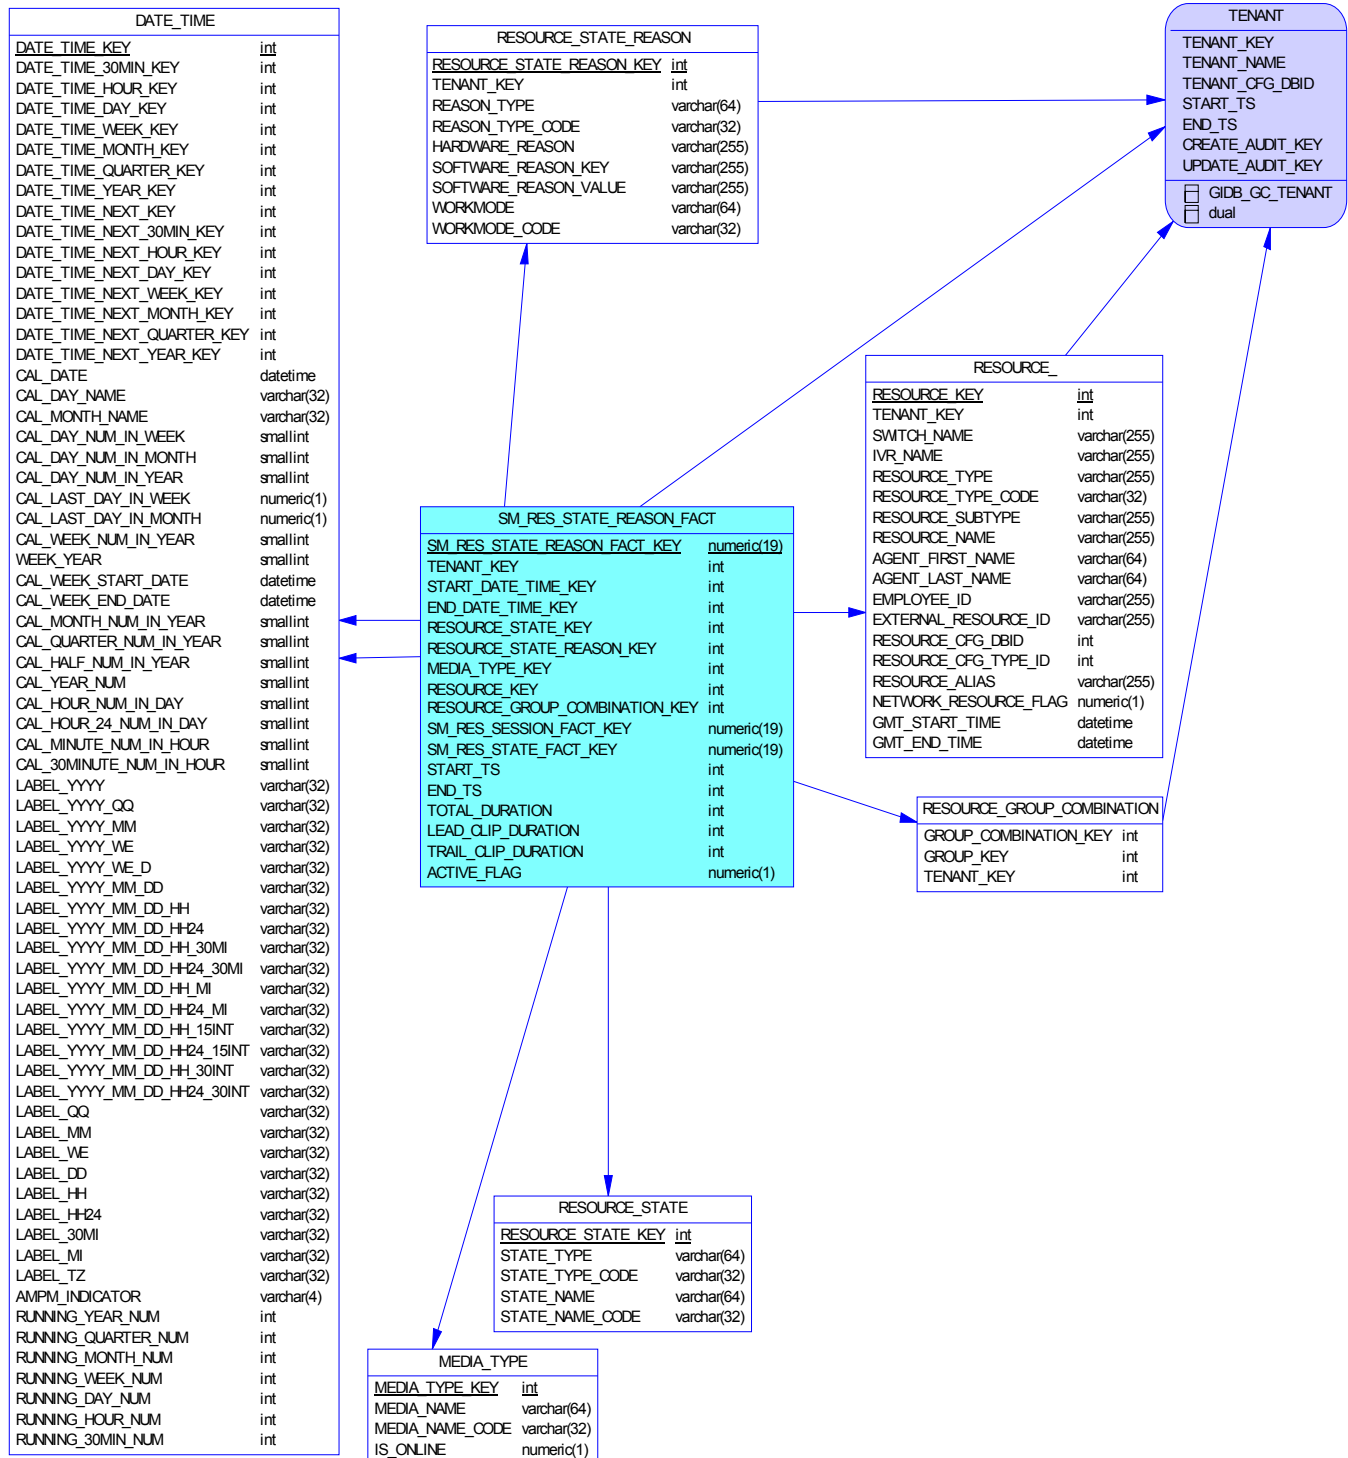 DATE_TIME
DATE_TIME_KEY int
DATE_TIME_30MIN_KEY int
DATE_TIME_HOUR_KEY int
DATE_TIME_DAY_KEY int
DATE_TIME_WEEK_KEY int
DATE_TIME_MONTH_KEY int
DATE_TIME_QUARTER_KEY int
DATE_TIME_YEAR_KEY int
DATE_TIME_NEXT_KEY int
DATE_TIME_NEXT_30MIN_KEY int
DATE_TIME_NEXT_HOUR_KEY int
DATE_TIME_NEXT_DAY_KEY int
DATE_TIME_NEXT_WEEK_KEY int
DATE_TIME_NEXT_MONTH_KEY int
DATE_TIME_NEXT_QUARTER_KEY int
DATE_TIME_NEXT_YEAR_KEY int
CAL_DATE datetime
CAL_DAY_NAME varchar(32)
CAL_MONTH_NAME varchar(32)
CAL_DAY_NUM_IN_WEEK smallint
CAL_DAY_NUM_IN_MONTH smallint
CAL_DAY_NUM_IN_YEAR smallint
CAL_LAST_DAY_IN_WEEK numeric(1)
CAL_LAST_DAY_IN_MONTH numeric(1)
CAL_WEEK_NUM_IN_YEAR smallint
WEEK_YEAR smallint
CAL_WEEK_START_DATE datetime
CAL_WEEK_END_DATE datetime
CAL_MONTH_NUM_IN_YEAR smallint
CAL_QUARTER_NUM_IN_YEAR smallint
CAL_HALF_NUM_IN_YEAR smallint
CAL_YEAR_NUM smallint
CAL_HOUR_NUM_IN_DAY smallint
CAL_HOUR_24_NUM_IN_DAY smallint
CAL_MINUTE_NUM_IN_HOUR smallint
CAL_30MINUTE_NUM_IN_HOUR smallint
LABEL_YYYY varchar(32)
LABEL_YYYY_QQ varchar(32)
LABEL_YYYY_MM varchar(32)
LABEL_YYYY_WE varchar(32)
LABEL_YYYY_WE_D varchar(32)
LABEL_YYYY_MM_DD varchar(32)
LABEL_YYYY_MM_DD_HH varchar(32)
LABEL_YYYY_MM_DD_HH24 varchar(32)
LABEL_YYYY_MM_DD_HH_30MI varchar(32)
LABEL_YYYY_MM_DD_HH24_30MI varchar(32)
LABEL_YYYY_MM_DD_HH_MI varchar(32)
LABEL_YYYY_MM_DD_HH24_MI varchar(32)
LABEL_YYYY_MM_DD_HH_15INT varchar(32)
LABEL_YYYY_MM_DD_HH24_15INT varchar(32)
LABEL_YYYY_MM_DD_HH_30INT varchar(32)
LABEL_YYYY_MM_DD_HH24_30INT varchar(32)
LABEL_QQ varchar(32)
LABEL_MM varchar(32)
LABEL_WE varchar(32)
LABEL_DD varchar(32)
LABEL_HH varchar(32)
LABEL_HH24 varchar(32)
LABEL_30MI varchar(32)
LABEL_MI varchar(32)
LABEL_TZ varchar(32)
AMPM_INDICATOR varchar(4)
RUNNING_YEAR_NUM int
RUNNING_QUARTER_NUM int
RUNNING_MONTH_NUM int
RUNNING_WEEK_NUM int
RUNNING_DAY_NUM int
RUNNING_HOUR_NUM int
RUNNING_30MIN_NUM int
RESOURCE_STATE_REASON
RESOURCE_STATE_REASON_KEY int
TENANT_KEY int
REASON_TYPE varchar(64)
REASON_TYPE_CODE varchar(32)
HARDWARE_REASON varchar(255)
SOFTWARE_REASON_KEY varchar(255)
SOFTWARE_REASON_VALUE varchar(255)
WORKMODE varchar(64)
WORKMODE_CODE varchar(32)
TENANT
TENANT_KEY
TENANT_NAME
TENANT_CFG_DBID
START_TS
END_TS
CREATE_AUDIT_KEY
UPDATE_AUDIT_KEY
GIDB_GC_TENANT
dual
RESOURCE_
RESOURCE_KEY int
TENANT_KEY int
SWITCH_NAME varchar(255)
IVR_NAME varchar(255)
RESOURCE_TYPE varchar(255)
RESOURCE_TYPE_CODE varchar(32)
RESOURCE_SUBTYPE varchar(255)
RESOURCE_NAME varchar(255)
AGENT_FIRST_NAME varchar(64)
AGENT_LAST_NAME varchar(64)
EMPLOYEE_ID varchar(255)
EXTERNAL_RESOURCE_ID varchar(255)
RESOURCE_CFG_DBID int
RESOURCE_CFG_TYPE_ID int
RESOURCE_ALIAS varchar(255)
NETWORK_RESOURCE_FLAG numeric(1)
GMT_START_TIME datetime
GMT_END_TIME datetime
SM_RES_STATE_REASON_FACT
SM_RES_STATE_REASON_FACT_KEY numeric(19)
TENANT_KEY int
START_DATE_TIME_KEY int
END_DATE_TIME_KEY int
RESOURCE_STATE_KEY int
RESOURCE_STATE_REASON_KEY int
MEDIA_TYPE_KEY int
RESOURCE_KEY int
RESOURCE_GROUP_COMBINATION_KEY int
SM_RES_SESSION_FACT_KEY numeric(19)
SM_RES_STATE_FACT_KEY numeric(19)
START_TS int
END_TS int
TOTAL_DURATION int
LEAD_CLIP_DURATION int
TRAIL_CLIP_DURATION int
ACTIVE_FLAG numeric(1)
RESOURCE_GROUP_COMBINATION
GROUP_COMBINATION_KEY int
GROUP_KEY int
TENANT_KEY int
RESOURCE_STATE
RESOURCE_STATE_KEY int
STATE_TYPE varchar(64)
STATE_TYPE_CODE varchar(32)
STATE_NAME varchar(64)
STATE_NAME_CODE varchar(32)
MEDIA_TYPE
MEDIA_TYPE_KEY int
MEDIA_NAME varchar(64)
MEDIA_NAME_CODE varchar(32)
IS_ONLINE numeric(1)